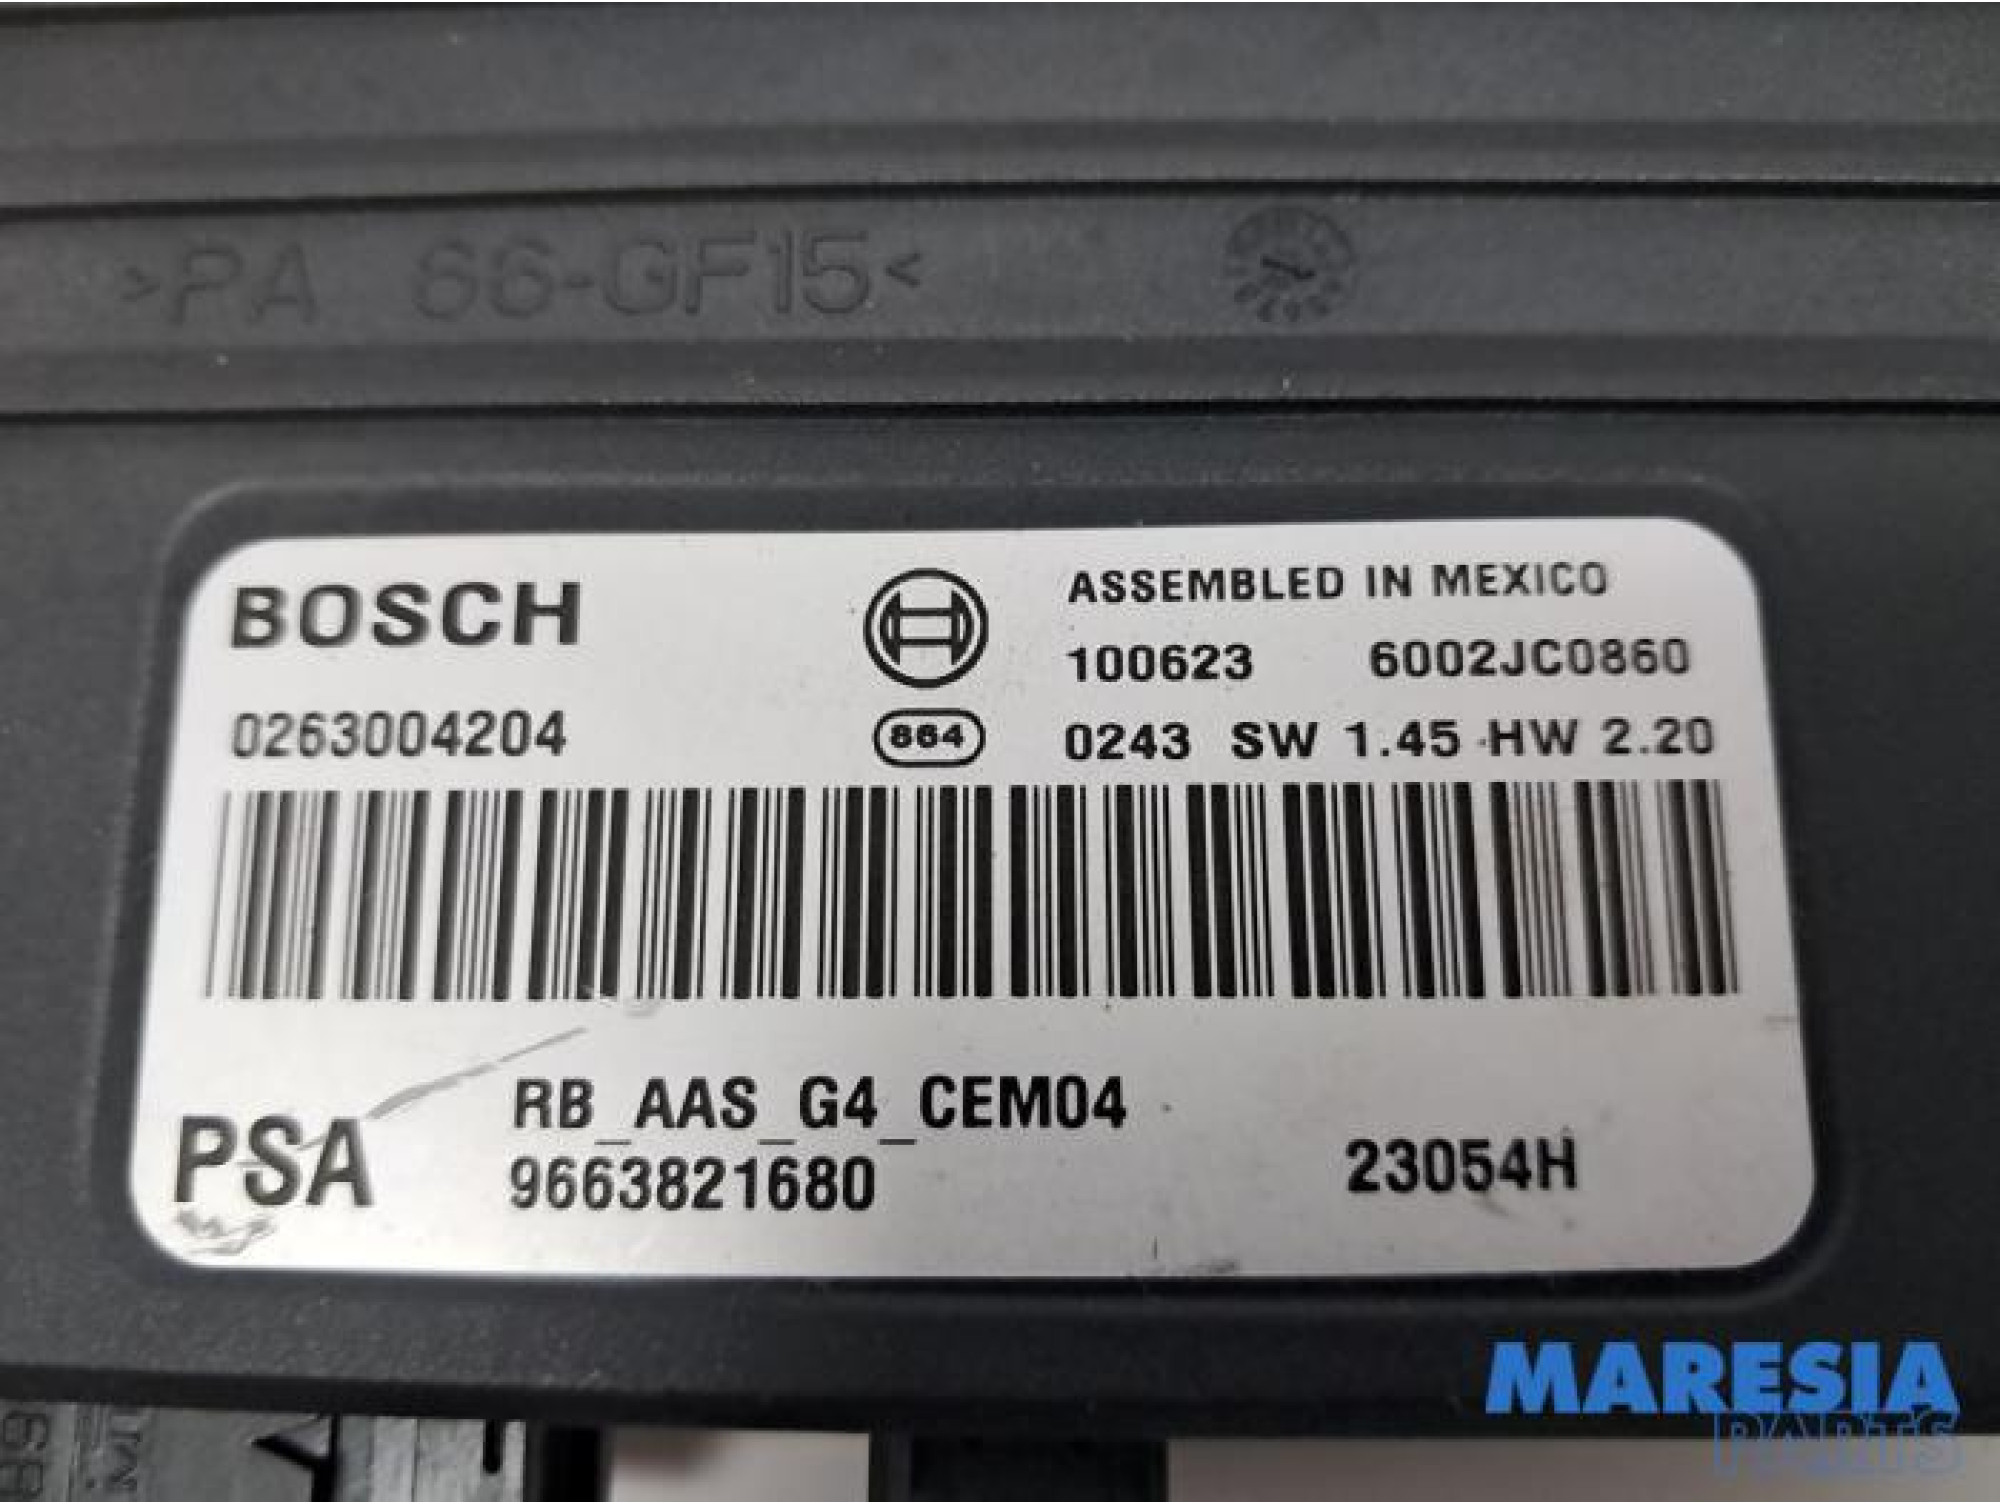 >PA 66-GF15<
BOSCH
ASSEMBLED IN MEXICO
100623 6002JC0860
0263004204
864
0243 SW 1.45 HW 2.20
RB_AAS_G4_CEM04
PSA
9663821680
23054H
MARESIA
PARTS